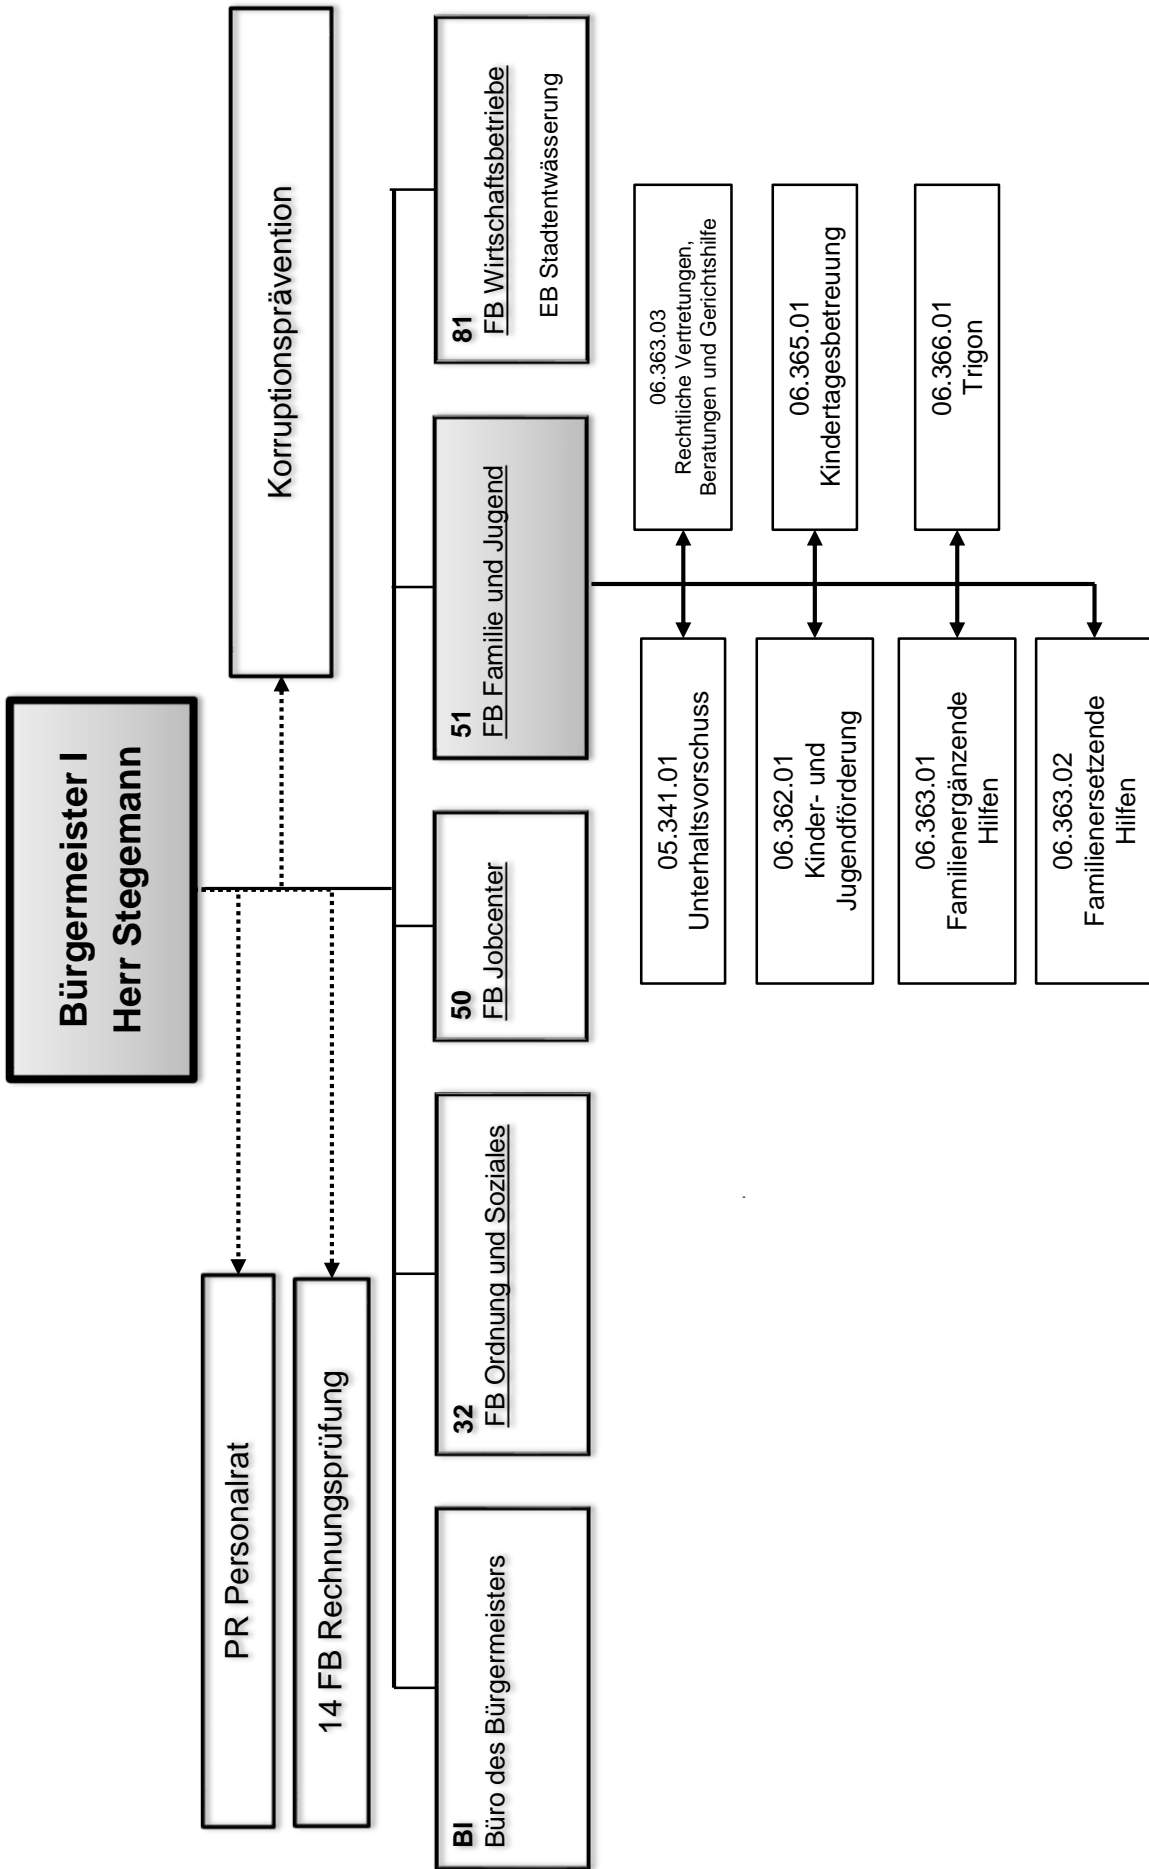 Bürgermeister I
Herr Stegemann
PR Personalrat
14 FB Rechnungsprüfung
Korruptionsprävention
BI
Büro des Bürgermeisters
32
FB Ordnung und Soziales
50
FB Jobcenter
51
FB Familie und Jugend
81
FB Wirtschaftsbetriebe
EB Stadtentwässerung
05.341.01
Unterhaltsvorschuss
06.363.03
Rechtliche Vertretungen,
Beratungen und Gerichtshilfe
06.362.01
Kinder- und
Jugendförderung
06.365.01
Kindertagesbetreuung
06.363.01
Familienergänzende
Hilfen
06.366.01
Trigon
06.363.02
Familienersetzende
Hilfen